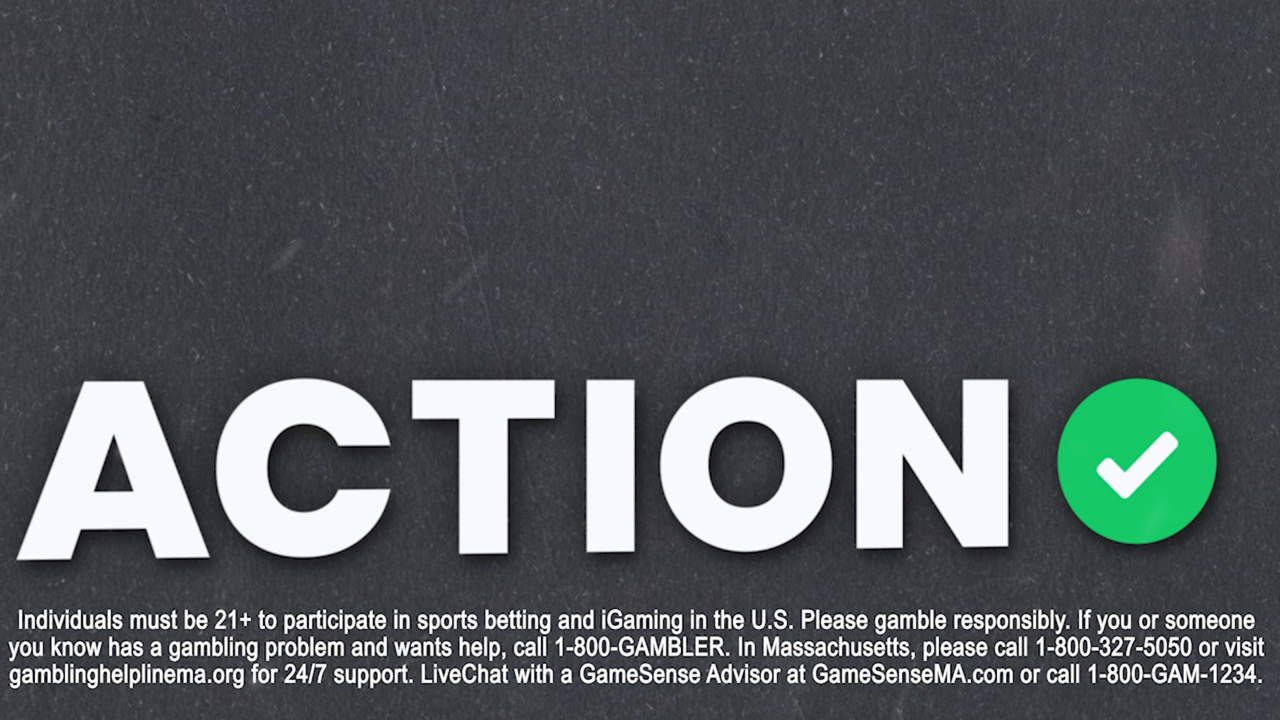 ACTION
Individuals must be 21+ to participate in sports betting and iGaming in the U.S. Please gamble responsibly. If you or someone
you know has a gambling problem and wants help, call 1-800-GAMBLER. In Massachusetts, please call 1-800-327-5050 or visit
gamblinghelplinema.org for 24/7 support. LiveChat with a GameSense Advisor at GameSenseMA.com or call 1-800-GAM-1234.